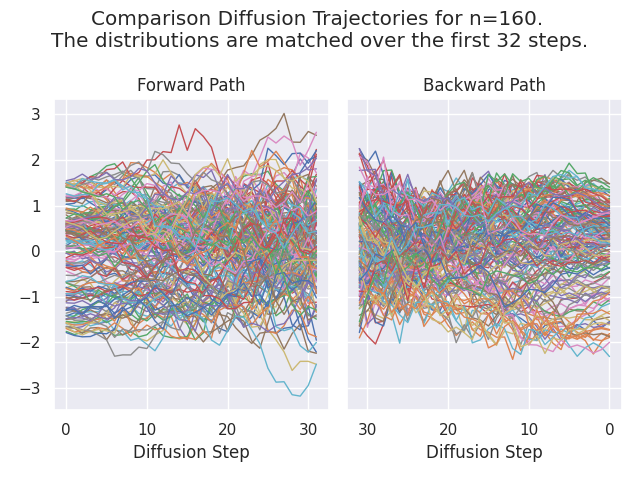 Comparison Diffusion Trajectories for n=160.
The distributions are matched over the first 32 steps.
Forward Path
Backward Path
3
2
1
0
−1
−2
−3
0 10 20 30
30 20 10 0
Diffusion Step
Diffusion Step